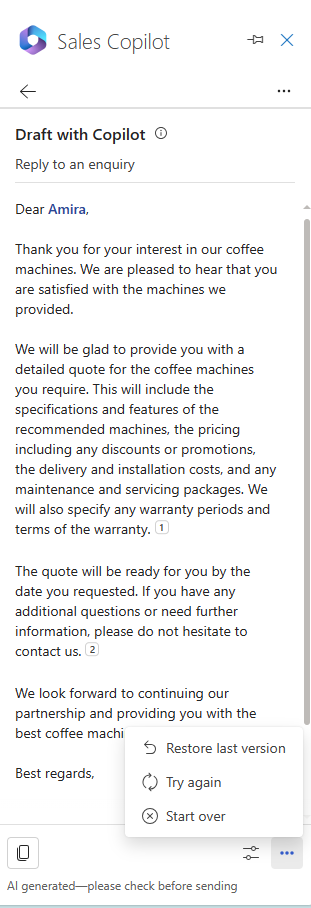 Sales Copilot
Draft with Copilot
Reply to an enquiry
Dear Amira,
Thank you for your interest in our coffee
machines. We are pleased to hear that you
are satisfied with the machines we
provided.
We will be glad to provide you with a
detailed quote for the coffee machines
you require. This will include the
specifications and features of the
recommended machines, the pricing
including any discounts or promotions,
the delivery and installation costs, and any
maintenance and servicing packages. We
will also specify any warranty periods and
terms of the warranty. 1
The quote will be ready for you by the
date you requested. If you have any
additional questions or need further
information, please do not hesitate to
contact us. 2
We look forward to continuing our
partnership and providing you with the
best coffee
Best regards,
Restore last version
Try again
Start over
AI generated—please check before sending